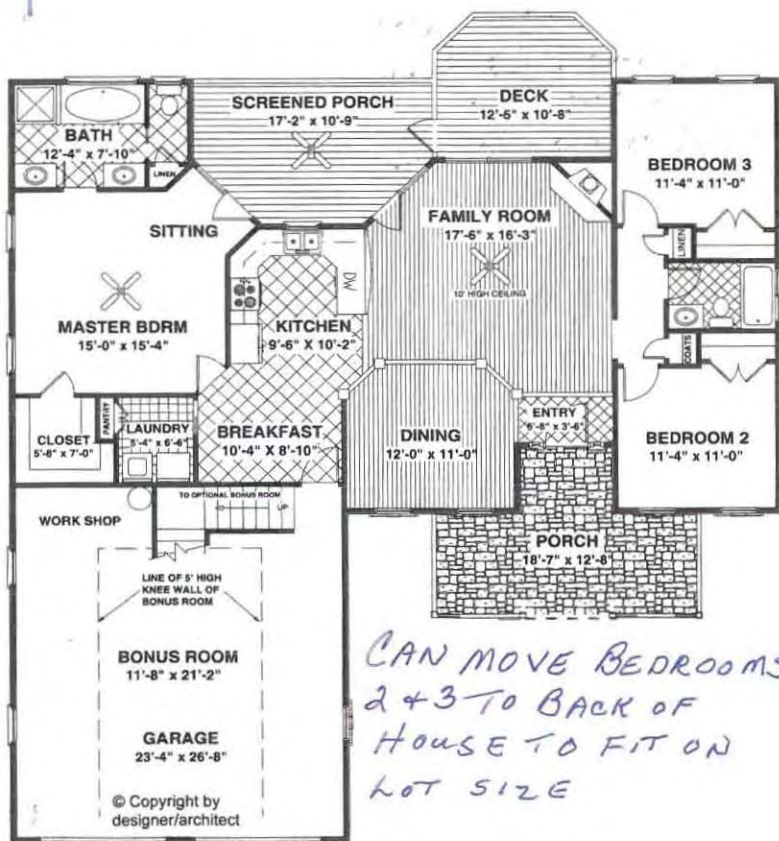 SCREENED PORCH
17'-2" x 10'-9"
DECK
12'-5" x 10'-8"
BATH
12'-4" x 7'-10"
LINEN
BEDROOM 3
11'-4" x 11'-0"
SITTING
FAMILY ROOM
17'-6" x 16'-3"
10' HIGH CEILING
LINEN
DW
MASTER BDRM
15'-0" x 15'-4"
KITCHEN
9'-6" X 10'-2"
COATS
PANTRY
CLOSET
5'-8" x 7'-0"
LAUNDRY
5'-4" x 6'-6"
BREAKFAST
10'-4" X 8'-10"
DINING
12'-0" x 11'-0"
ENTRY
6'-8" x 3'-6"
BEDROOM 2
11'-4" x 11'-0"
TO OPTIONAL BONUS ROOM
UP
WORK SHOP
PORCH
18'-7" x 12'-8"
LINE OF 5' HIGH
KNEE WALL OF
BONUS ROOM
BONUS ROOM
11'-8" x 21'-2"
GARAGE
23'-4" x 26'-8"
© Copyright by
designer/architect
CAN MOVE BEDROOMS
2 + 3 TO BACK OF
HOUSE TO FIT ON
LOT SIZE